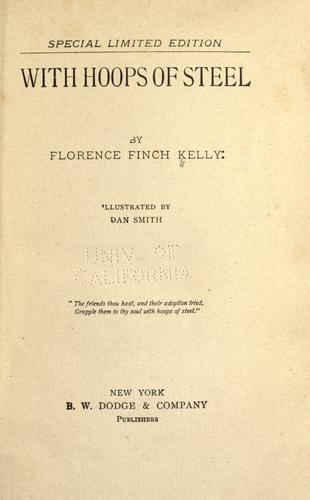 SPECIAL LIMITED EDITION
WITH HOOPS OF STEEL
BY
FLORENCE FINCH KELLY
ILLUSTRATED BY
DAN SMITH
UNIV. OF
CALIFORNIA
"The friends thou hast, and their adoption tried,
Grapple them to thy soul with hoops of steel."
NEW YORK
B. W. DODGE & COMPANY
PUBLISHERS